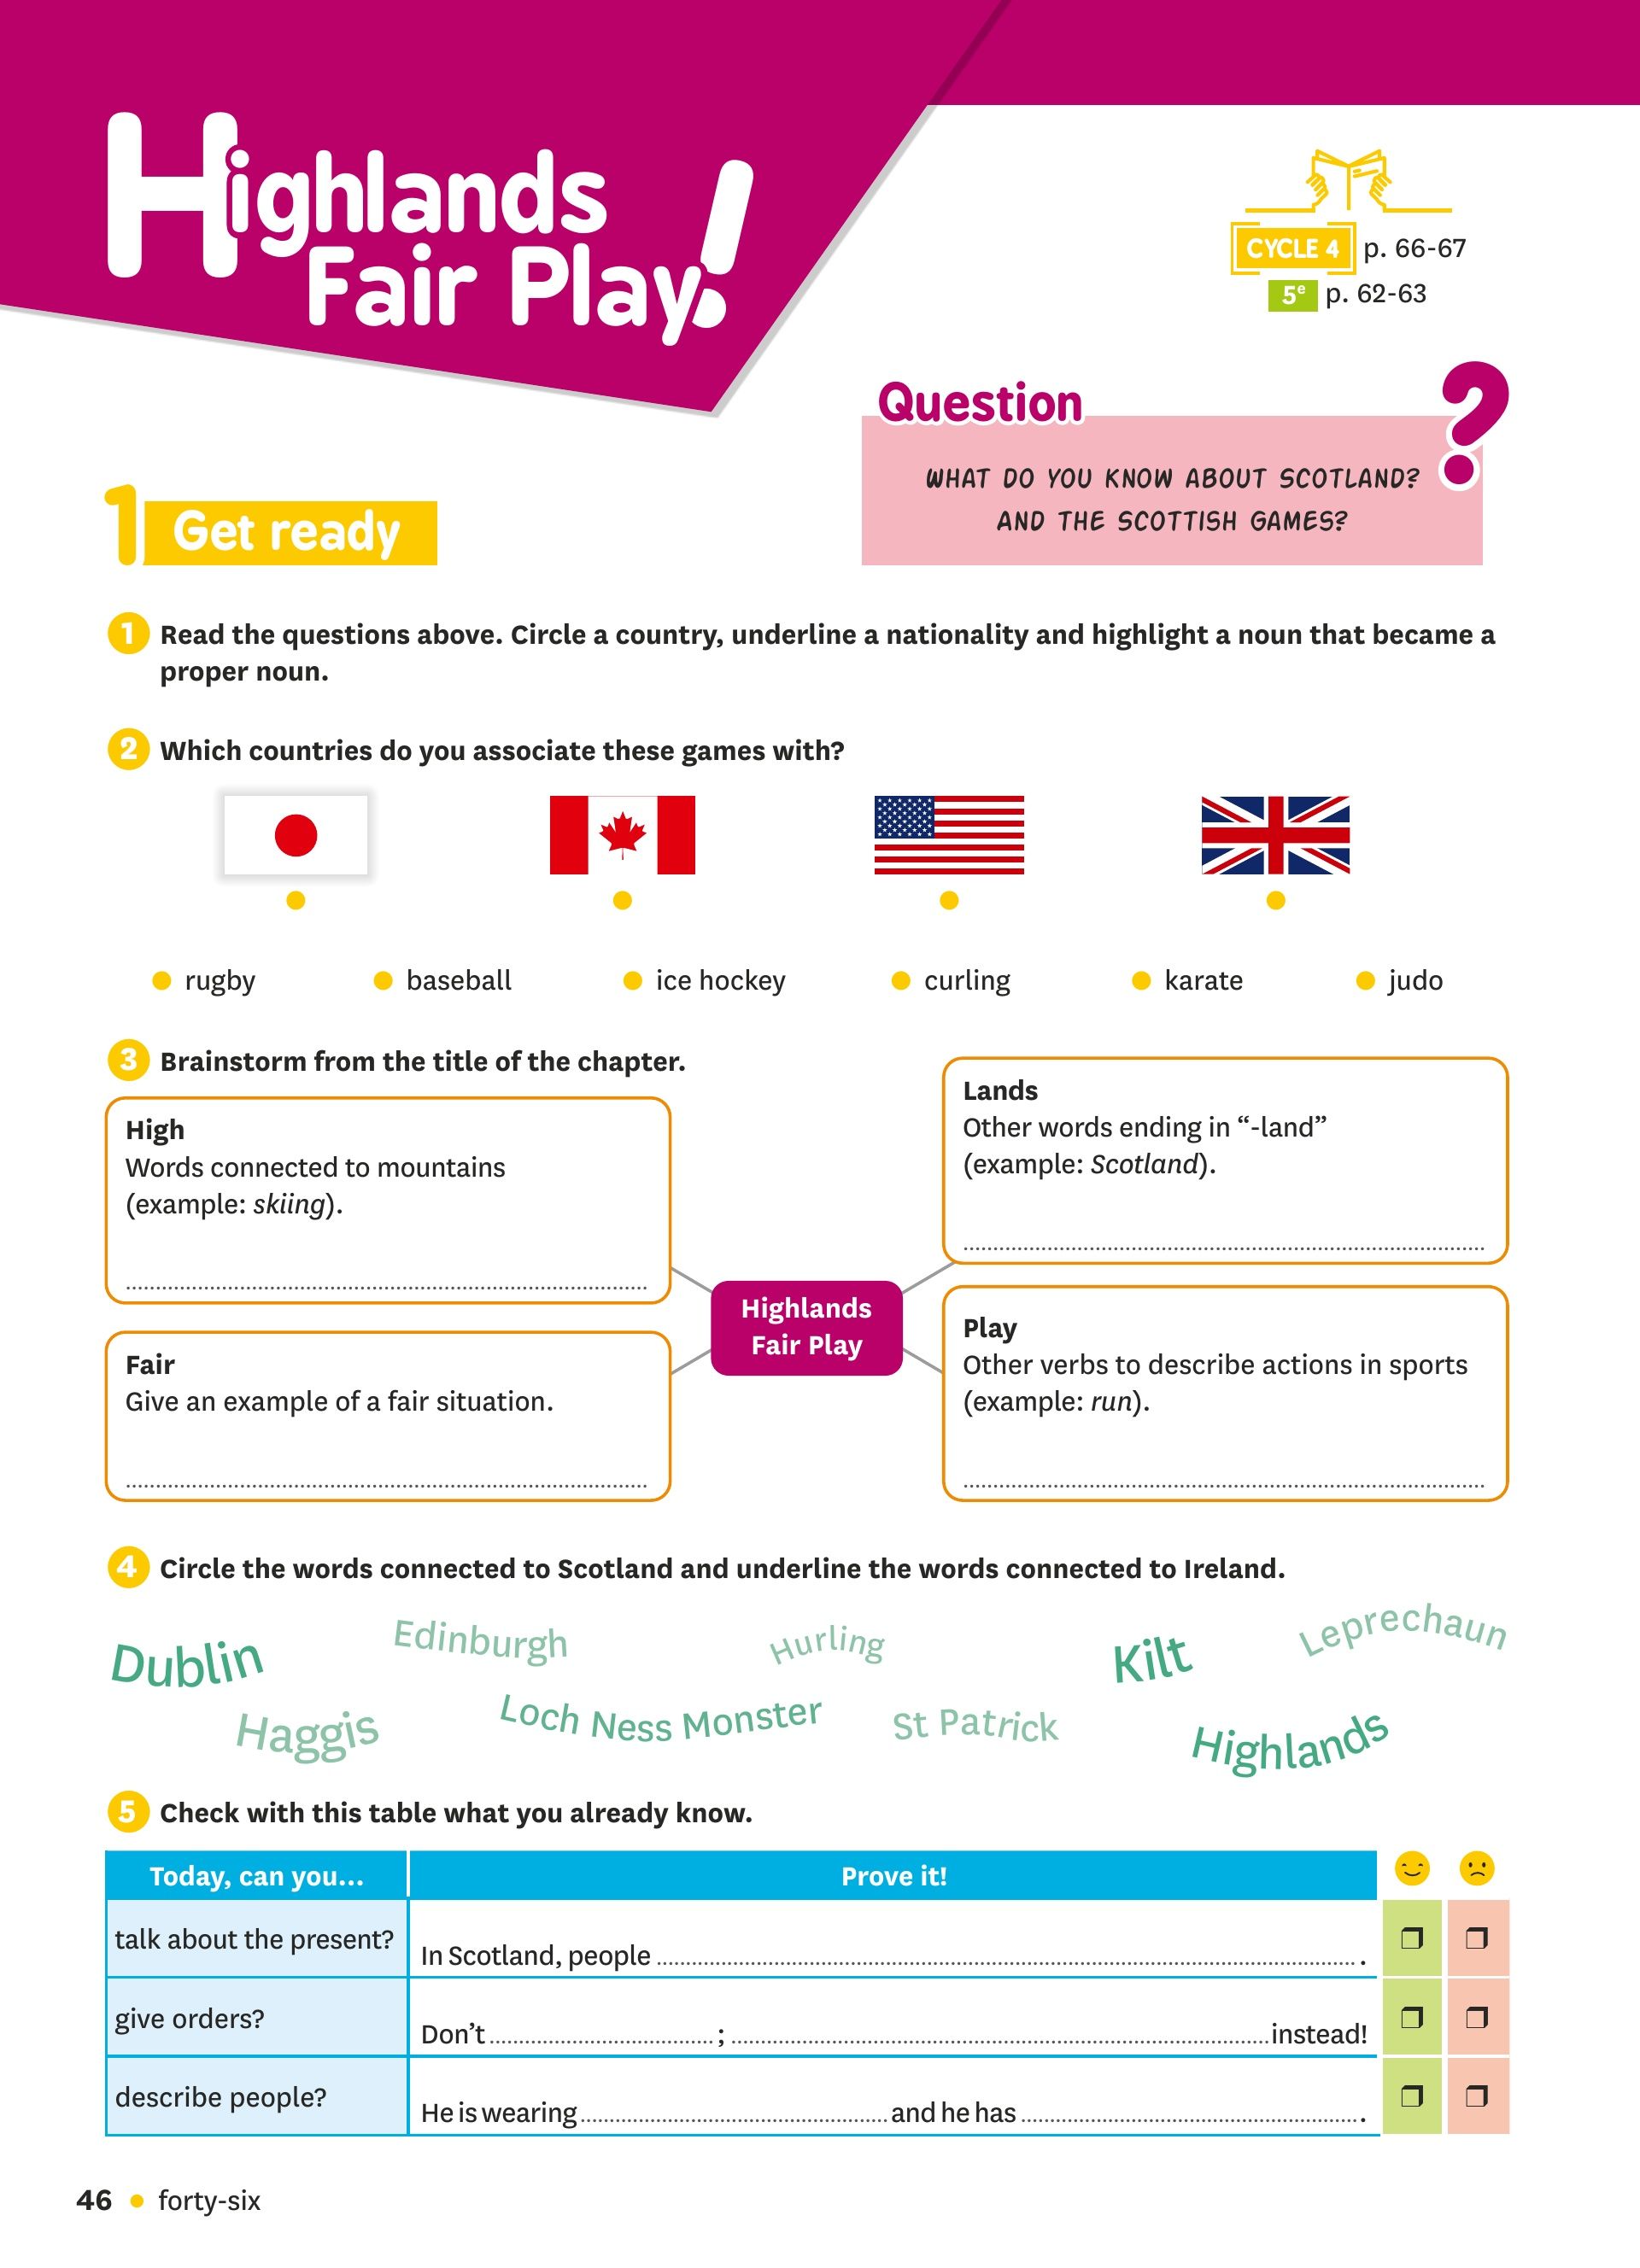 Highlands
Fair Play!
CYCLE 4 p. 66-67
5e p. 62-63
Question ?
WHAT DO YOU KNOW ABOUT SCOTLAND?
AND THE SCOTTISH GAMES?
1 Get ready
1 Read the questions above. Circle a country, underline a nationality and highlight a noun that became a
proper noun.
2 Which countries do you associate these games with?
rugby baseball ice hockey curling karate judo
3 Brainstorm from the title of the chapter.
High
Words connected to mountains
(example: skiing).
Lands
Other words ending in “-land”
(example: Scotland).
Highlands
Fair Play
Fair
Give an example of a fair situation.
Play
Other verbs to describe actions in sports
(example: run).
4 Circle the words connected to Scotland and underline the words connected to Ireland.
Dublin Edinburgh Hurling Kilt Leprechaun
Haggis Loch Ness Monster St Patrick Highlands
5 Check with this table what you already know.
Today, can you... Prove it!
talk about the present? In Scotland, people .
give orders? Don’t ; instead!
describe people? He is wearing and he has .
46 • forty-six